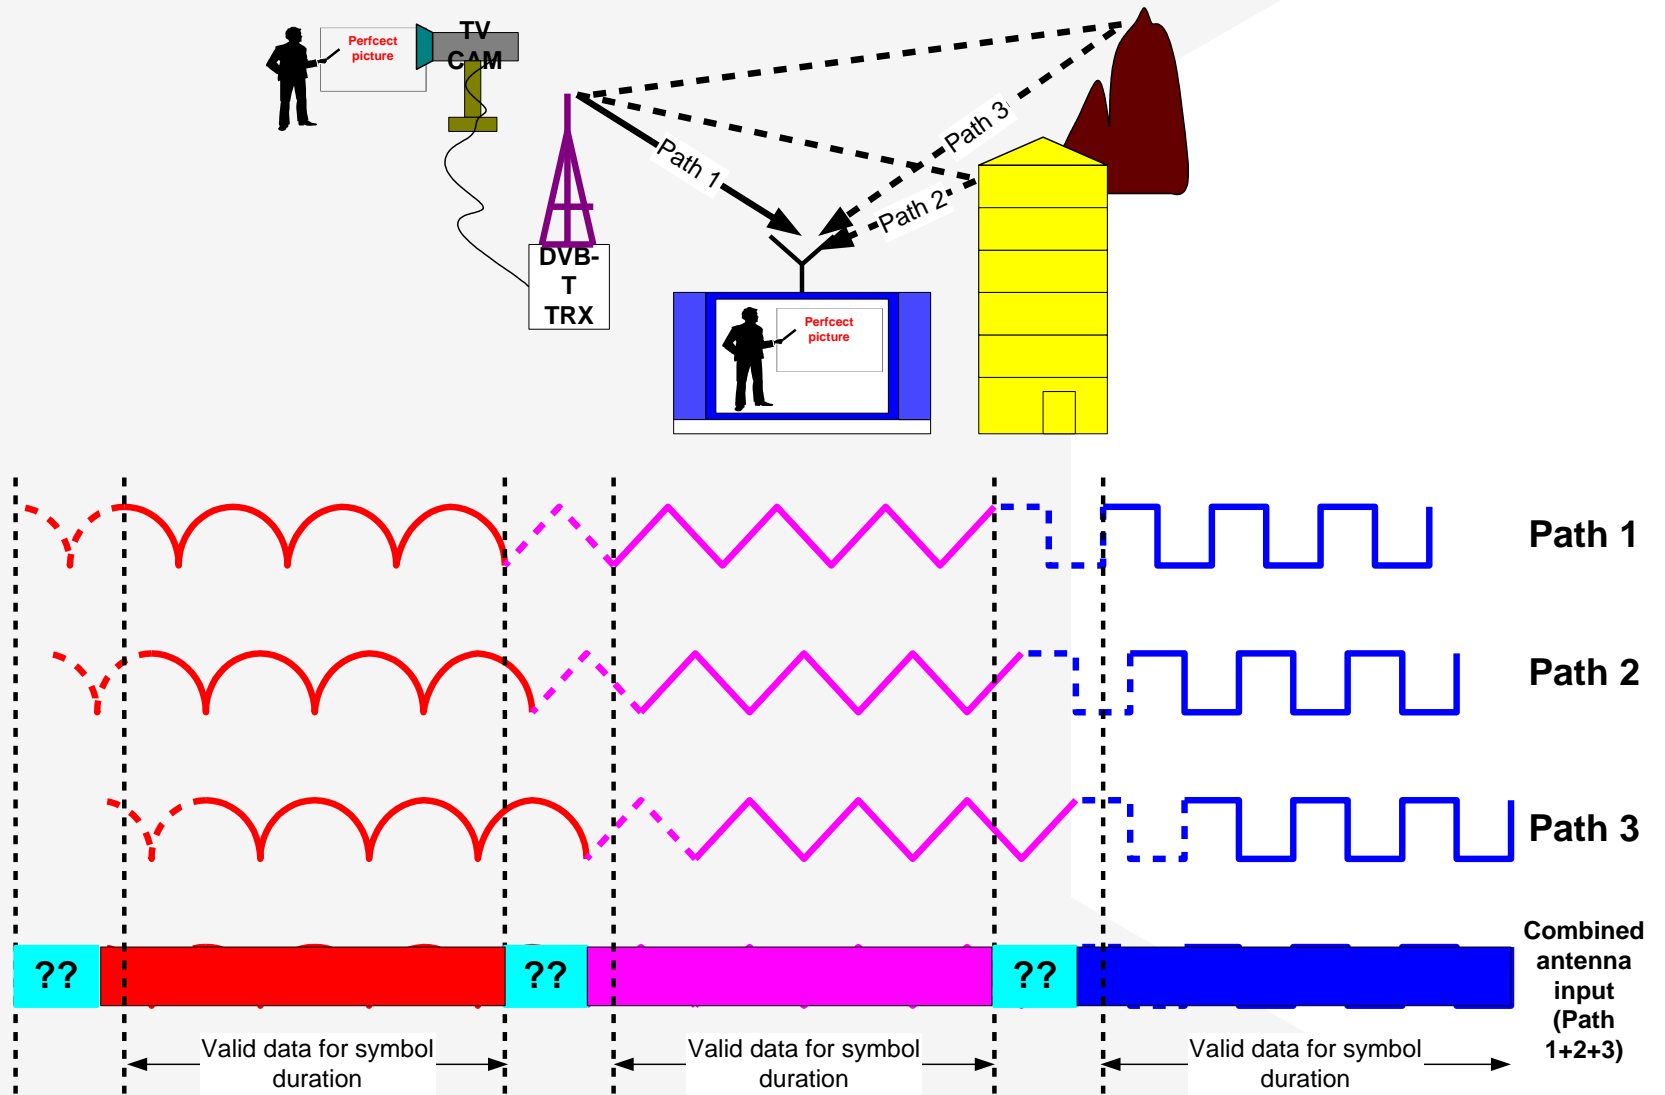 Perfcect
picture
TV
CAM
Path 1
Path 3
Path 2
DVB-
T
TRX
Perfcect
picture
Path 1
Path 2
Path 3
??
??
??
Combined
antenna
input
(Path
1+2+3)
Valid data for symbol
duration
Valid data for symbol
duration
Valid data for symbol
duration